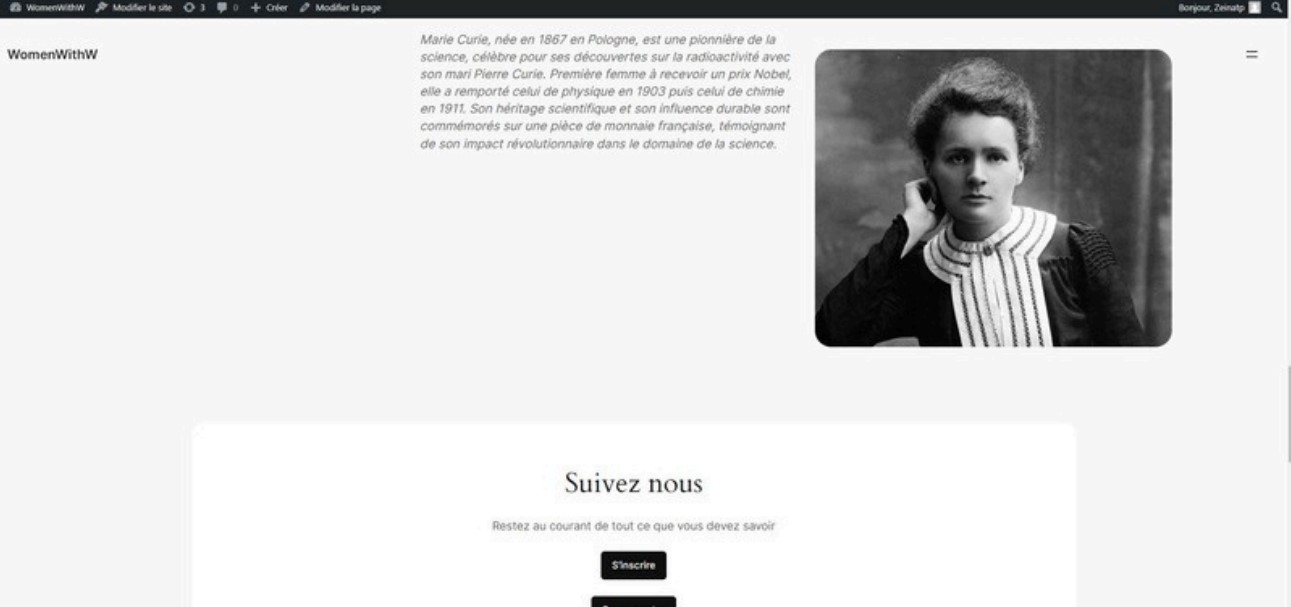 WomenWithW Modifier le site 3 0 Créer Modifier la page Bonjour, Zeinatp
WomenWithW
Marie Curie, née en 1867 en Pologne, est une pionnière de la
science, célèbre pour ses découvertes sur la radioactivité avec
son mari Pierre Curie. Première femme à recevoir un prix Nobel,
elle a remporté celui de physique en 1903 puis celui de chimie
en 1911. Son héritage scientifique et son influence durable sont
commémorés sur une pièce de monnaie française, témoignant
de son impact révolutionnaire dans le domaine de la science.
Suivez nous
Restez au courant de tout ce que vous devez savoir
S'inscrire